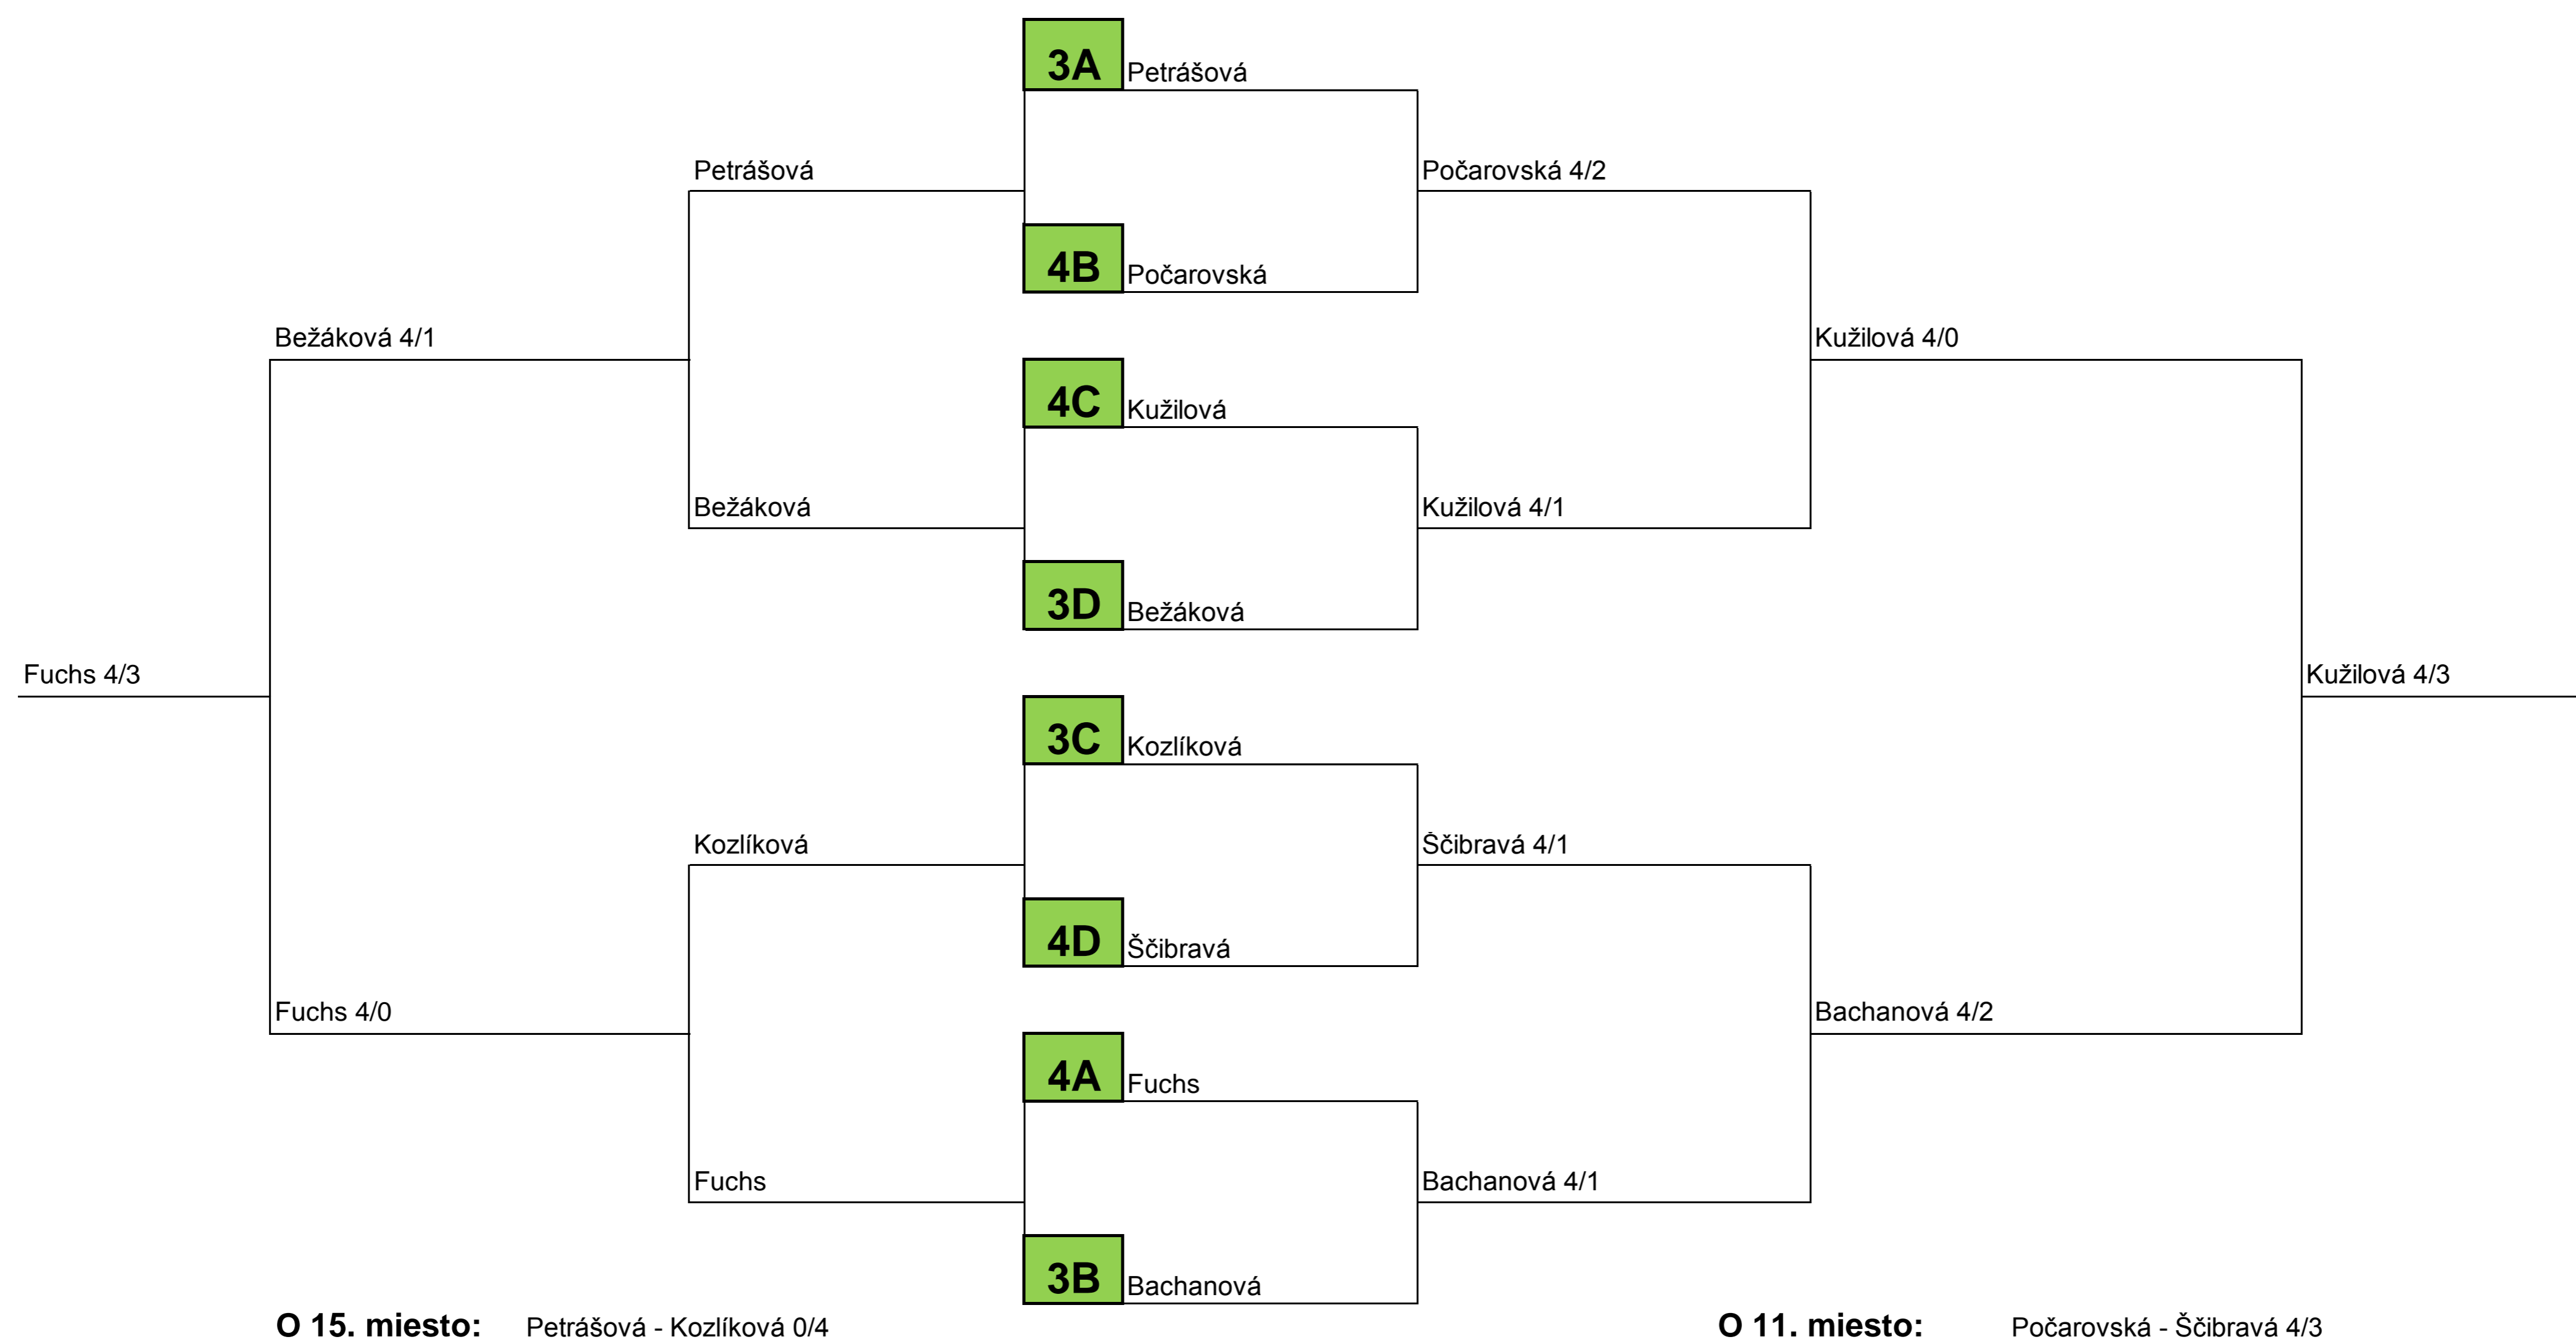 3A Petrášová
Petrášová
Počarovská 4/2
4B Počarovská
Bežáková 4/1
Kužilová 4/0
4C Kužilová
Bežáková
Kužilová 4/1
3D Bežáková
Fuchs 4/3
Kužilová 4/3
3C Kozlíková
Kozlíková
Ščibravá 4/1
4D Ščibravá
Fuchs 4/0
Bachanová 4/2
4A Fuchs
Fuchs
Bachanová 4/1
3B Bachanová
O 15. miesto: Petrášová - Kozlíková 0/4
O 11. miesto: Počarovská - Ščibravá 4/3